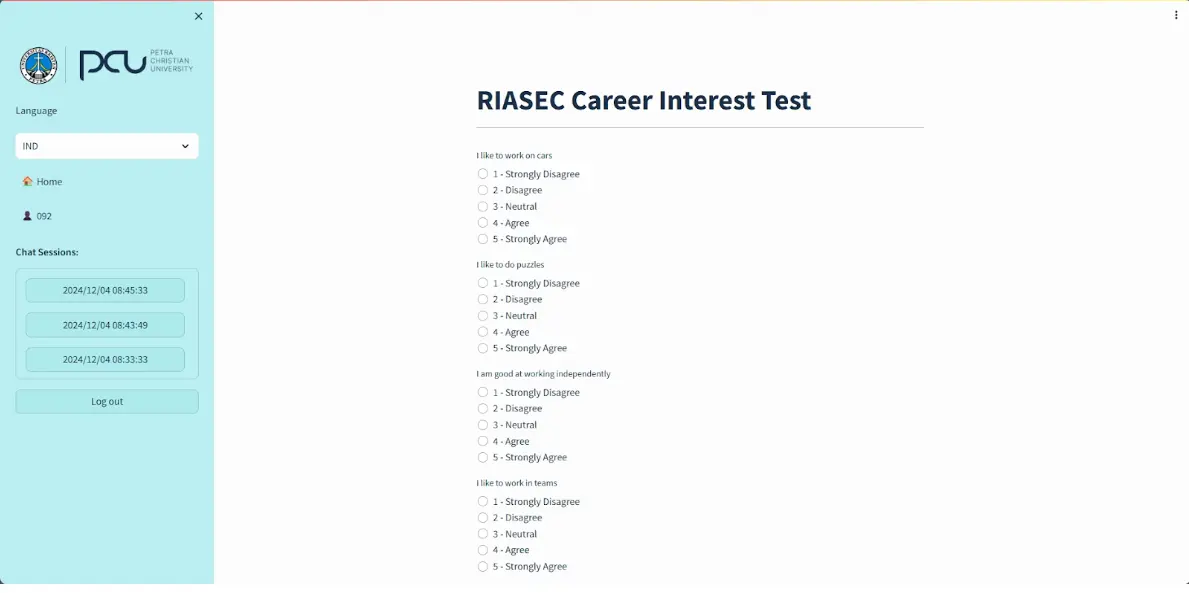 PCU
PETRA
CHRISTIAN
UNIVERSITY
Language
IND
Home
092
Chat Sessions:
2024/12/04 08:45:33
2024/12/04 08:43:49
2024/12/04 08:33:33
Log out
RIASEC Career Interest Test
I like to work on cars
1 - Strongly Disagree
2 - Disagree
3 - Neutral
4 - Agree
5 - Strongly Agree
I like to do puzzles
1 - Strongly Disagree
2 - Disagree
3 - Neutral
4 - Agree
5 - Strongly Agree
I am good at working independently
1 - Strongly Disagree
2 - Disagree
3 - Neutral
4 - Agree
5 - Strongly Agree
I like to work in teams
1 - Strongly Disagree
2 - Disagree
3 - Neutral
4 - Agree
5 - Strongly Agree